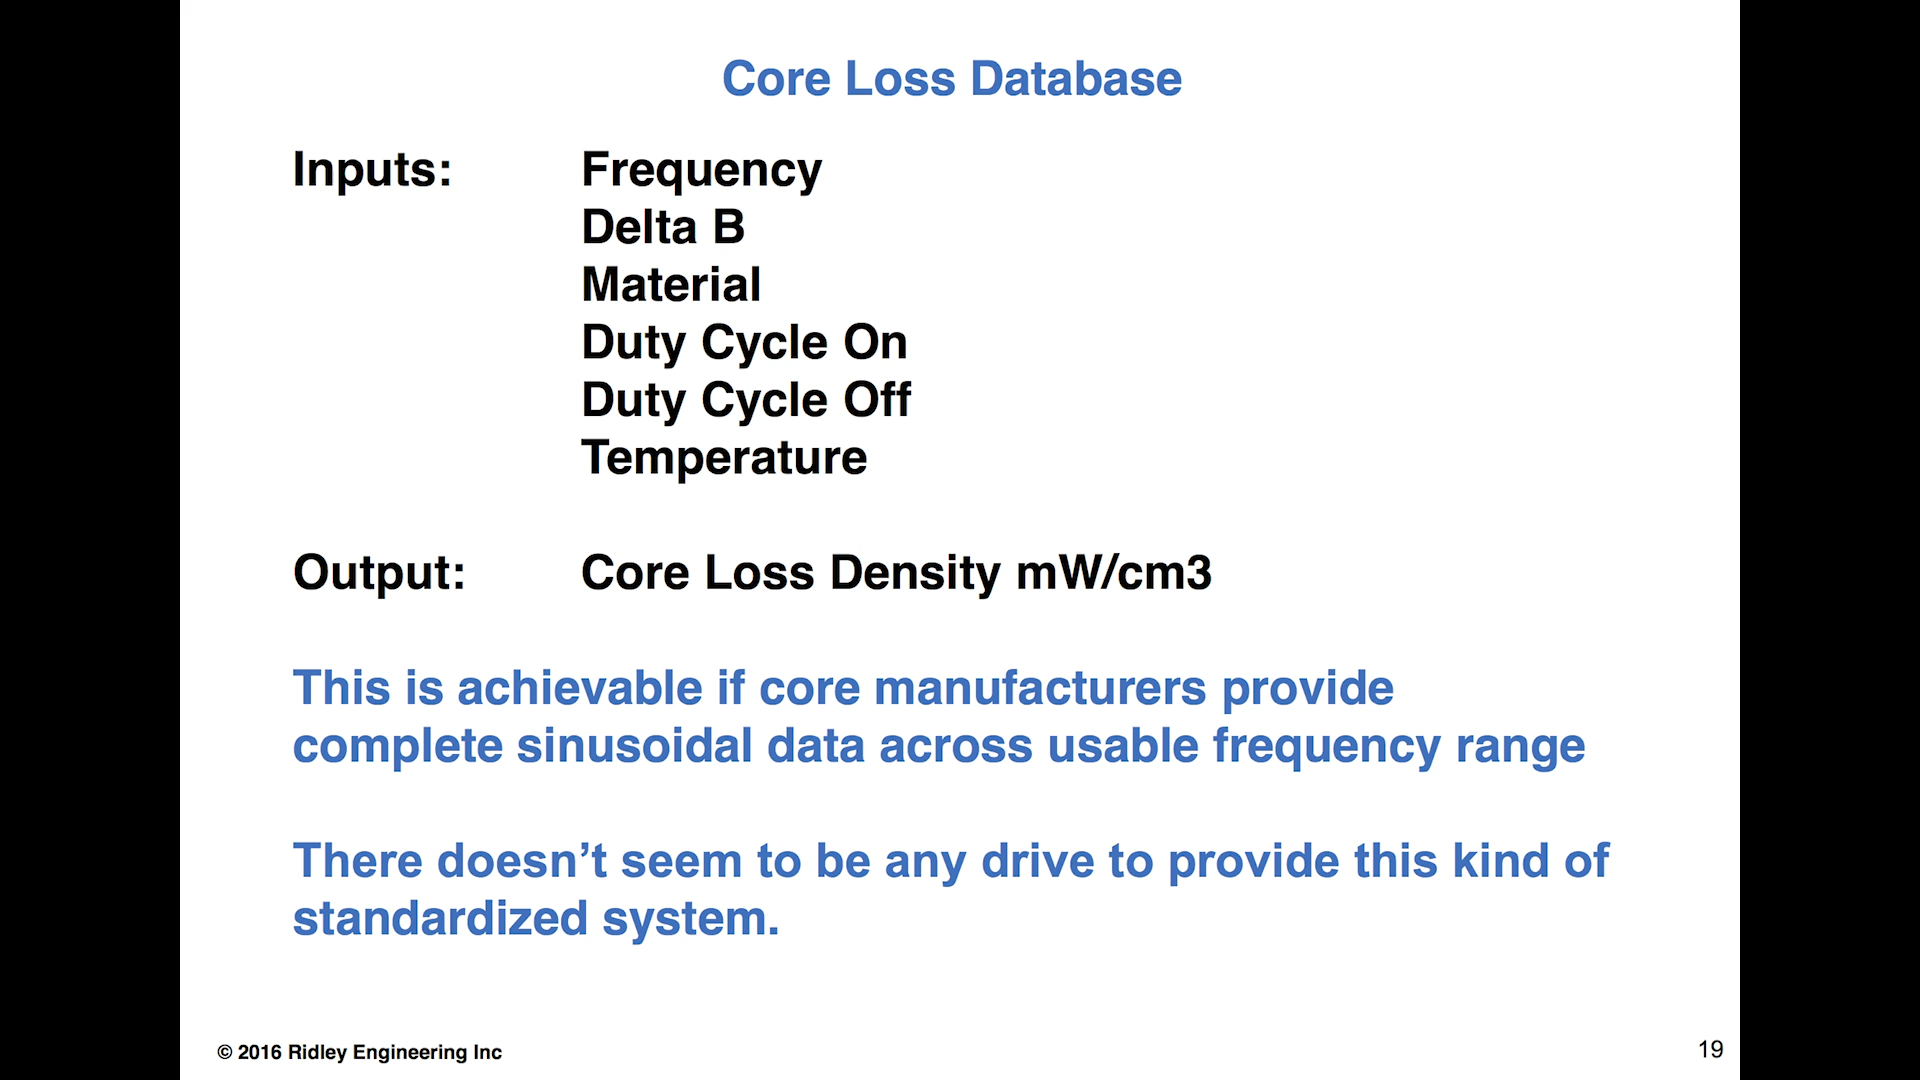 Core Loss Database
Inputs: Frequency
Delta B
Material
Duty Cycle On
Duty Cycle Off
Temperature
Output: Core Loss Density mW/cm3
This is achievable if core manufacturers provide
complete sinusoidal data across usable frequency range
There doesn’t seem to be any drive to provide this kind of
standardized system.
© 2016 Ridley Engineering Inc
19